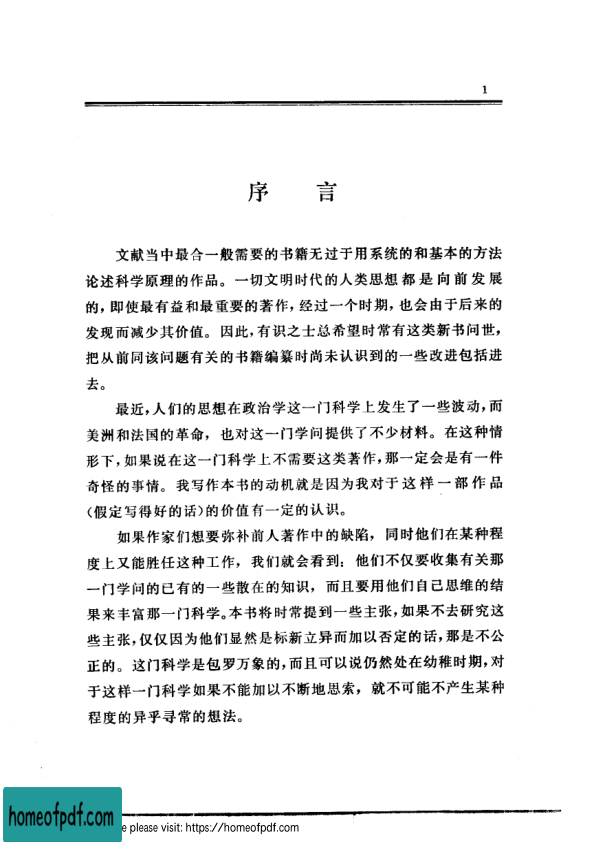 1
序 言
文献当中最合一般需要的书籍无过于用系统的和基本的方法
论述科学原理的作品。一切文明时代的人类思想都是向前发展
的，即使最有益和最重要的著作，经过一个时期，也会由于后来的
发现而减少其价值。因此，有识之士总希望时常有这类新书问世，
把从前同该问题有关的书籍编纂时尚未认识到的一些改进包括进
去。
最近，人们的思想在政治学这一门科学上发生了一些波动，而
美洲和法国的革命，也对这一门学问提供了不少材料。在这种情
形下，如果说在这一门科学上不需要这类著作，那一定会是有一件
奇怪的事情。我写作本书的动机就是因为我对于这样一部作品
(假定写得好的话)的价值有一定的认识。
如果作家们想要弥补前人著作中的缺陷，同时他们在某种程
度上又能胜任这种工作，我们就会看到：他们不仅要收集有关那
一门学问的已有的一些散在的知识，而且要用他们自己思维的结
果来丰富那一门科学。本书将时常提到一些主张，如果不去研究这
些主张，仅仅因为他们显然是标新立异而加以否定的话，那是不公
正的。这门科学是包罗万象的，而且可以说仍然处在幼稚时期，对
于这样一门科学如果不能加以不断地思索，就不可能不产生某种
程度的异乎寻常的想法。
homeofpdf.com
e please visit: https://homeofpdf.com